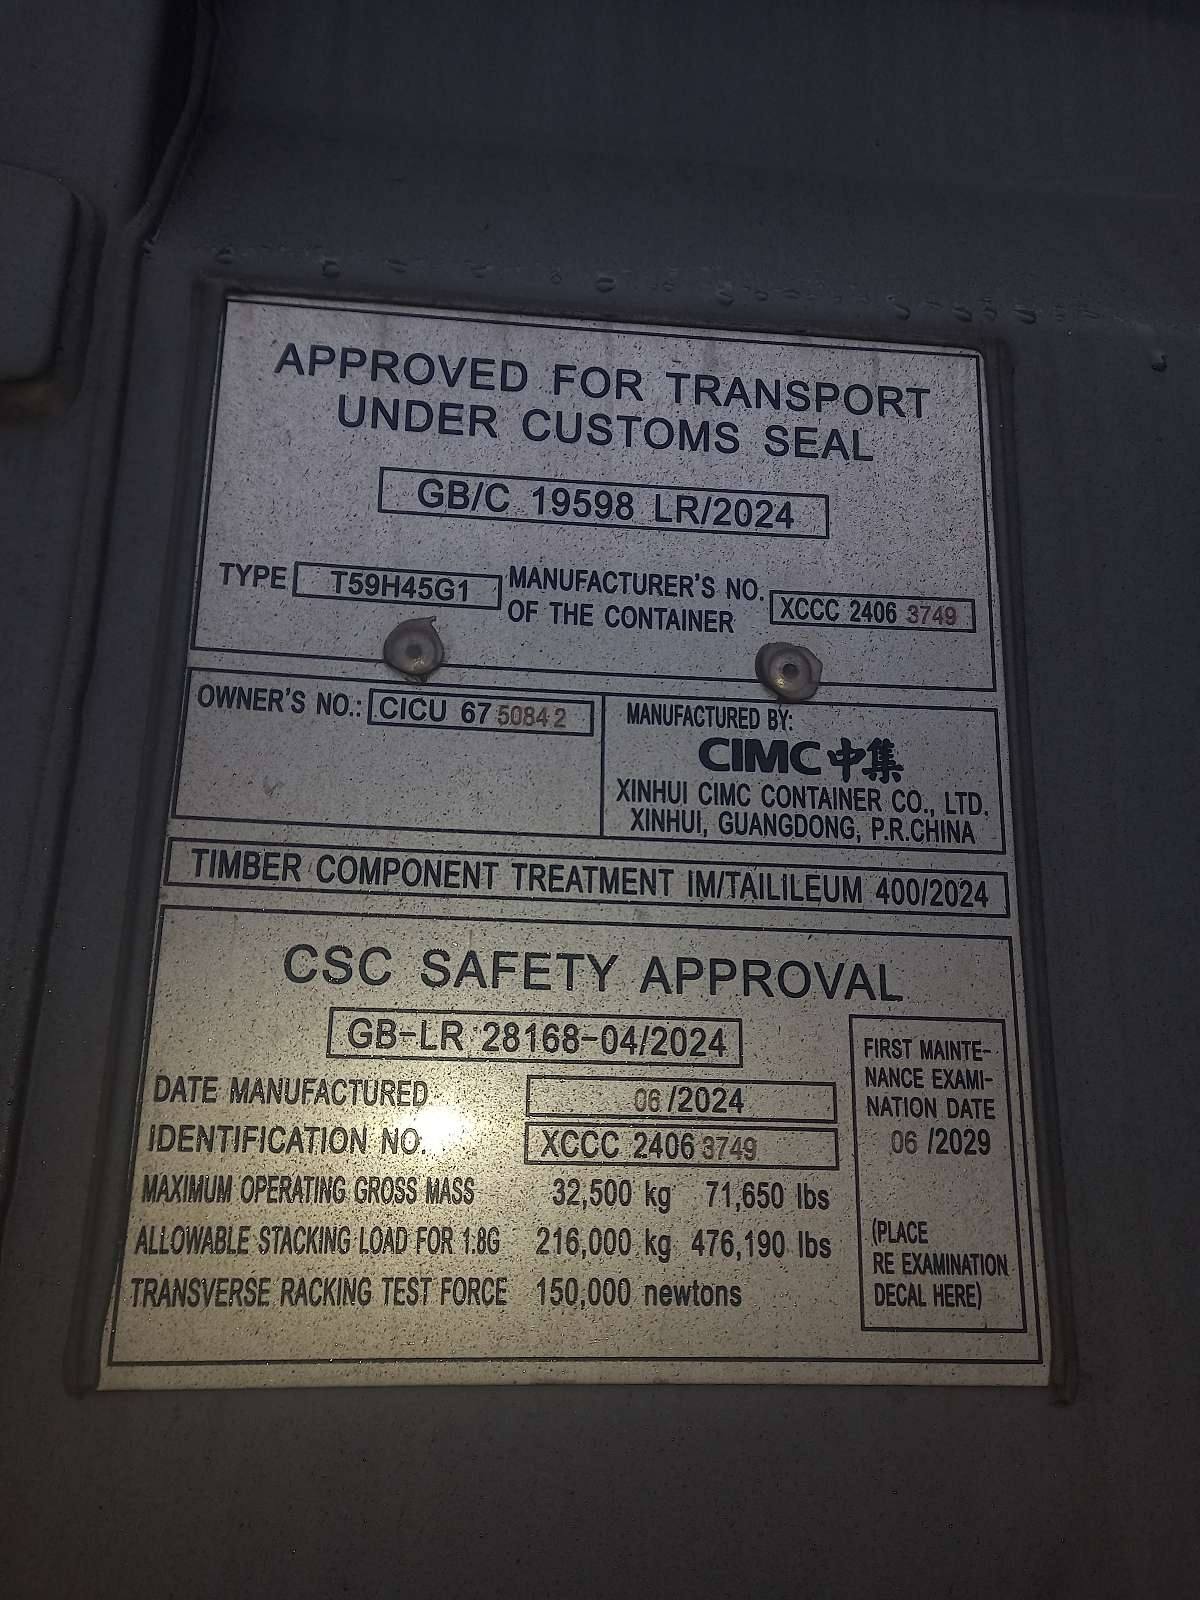 APPROVED FOR TRANSPORT
UNDER CUSTOMS SEAL
GB/C 19598 LR/2024
TYPE T59H45G1 MANUFACTURER'S NO. OF THE CONTAINER XCCC 2406 3749
OWNER'S NO.: CICU 67 50842
MANUFACTURED BY:
CIMC中集
XINHUI CIMC CONTAINER CO., LTD.
XINHUI, GUANGDONG, P.R.CHINA
TIMBER COMPONENT TREATMENT IM/TAILILEUM 400/2024
CSC SAFETY APPROVAL
GB-LR 28168-04/2024
DATE MANUFACTURED 06 /2024
IDENTIFICATION NO. XCCC 2406 3749
MAXIMUM OPERATING GROSS MASS 32,500 kg 71,650 lbs
ALLOWABLE STACKING LOAD FOR 1.8G 216,000 kg 476,190 lbs
TRANSVERSE RACKING TEST FORCE 150,000 newtons
FIRST MAINTE-
NANCE EXAMI-
NATION DATE
06 /2029
(PLACE
RE EXAMINATION
DECAL HERE)